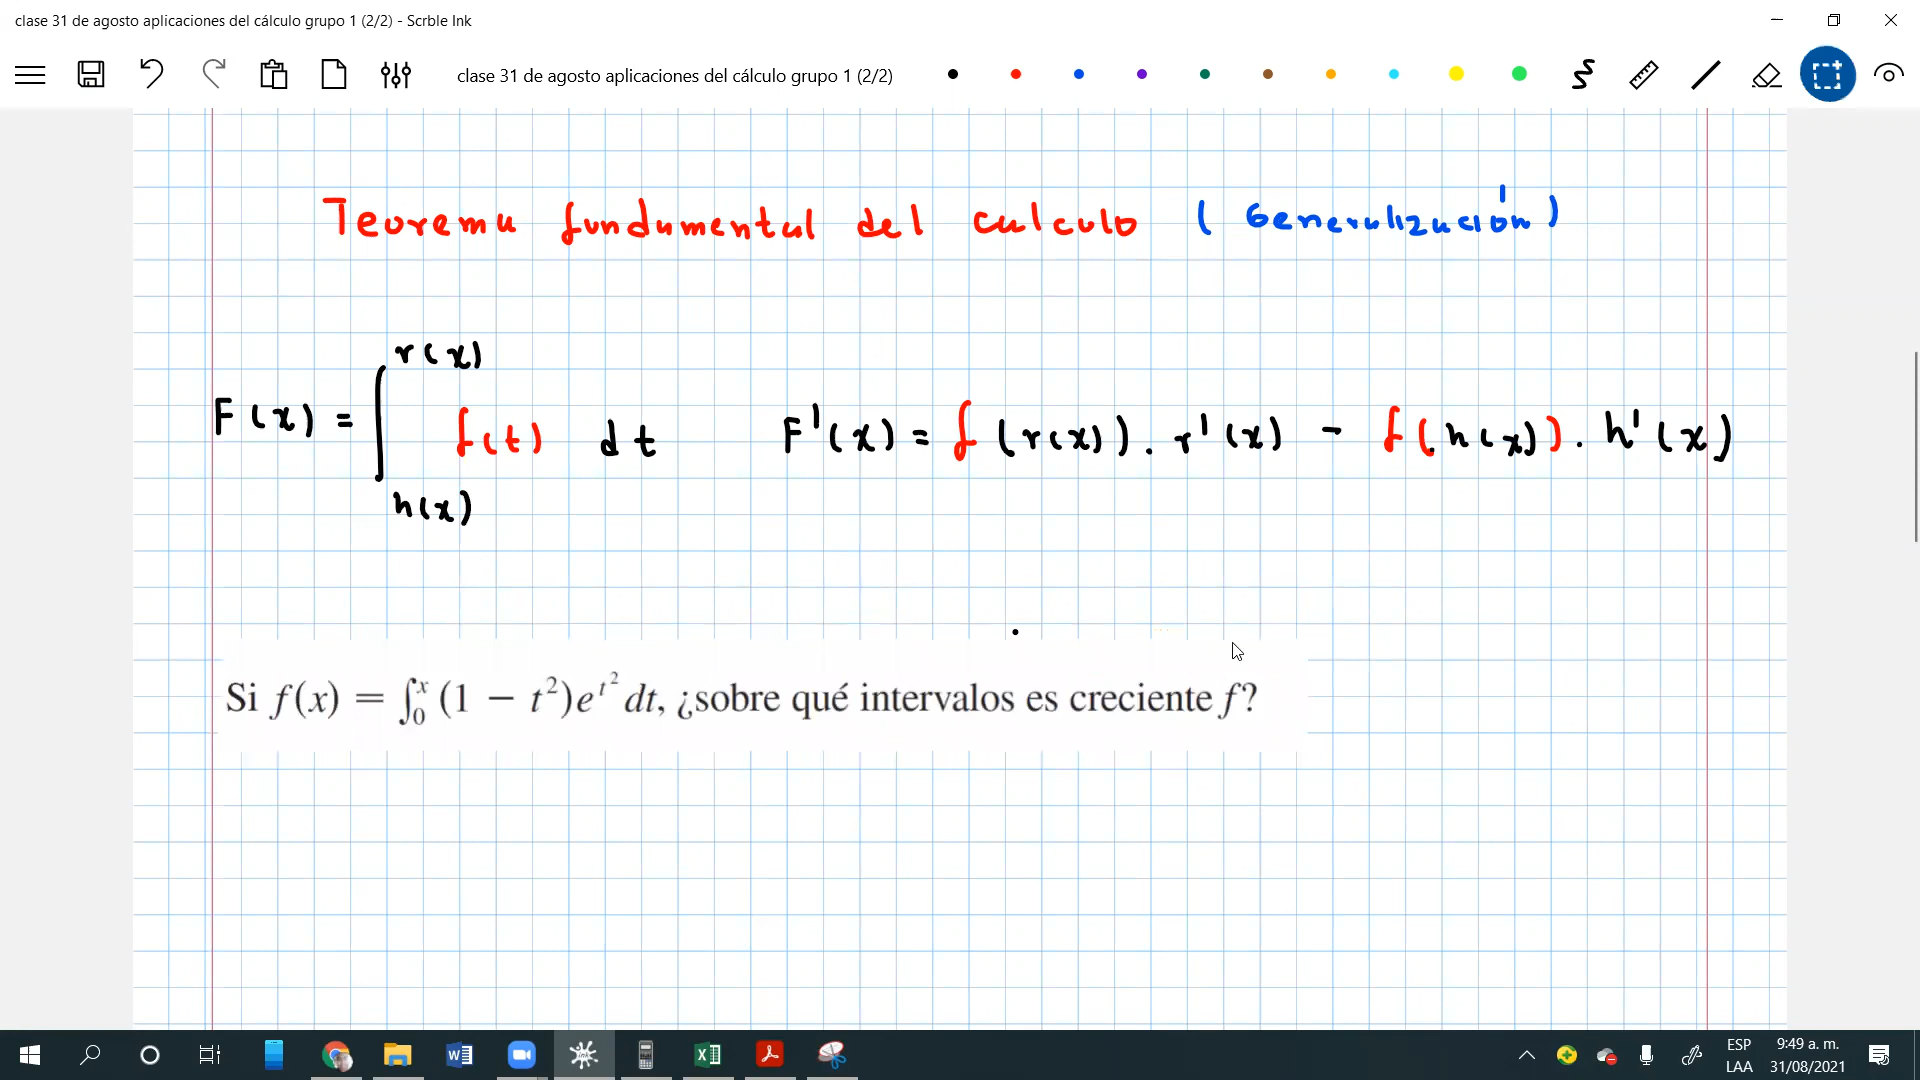 clase 31 de agosto aplicaciones del cálculo grupo 1 (2/2) - Scrble Ink
clase 31 de agosto aplicaciones del cálculo grupo 1 (2/2)
Teorema fundamental del calculo ( Generalización )
r(x)
F(x) = ∫ f(t) dt F'(x) = f (r(x)) . r'(x) - f(h(x)) . h'(x)
h(x)
Si f(x) = ∫₀ˣ (1 − t²)e^{t²} dt, ¿sobre qué intervalos es creciente f?
ESP 9:49 a. m.
LAA 31/08/2021